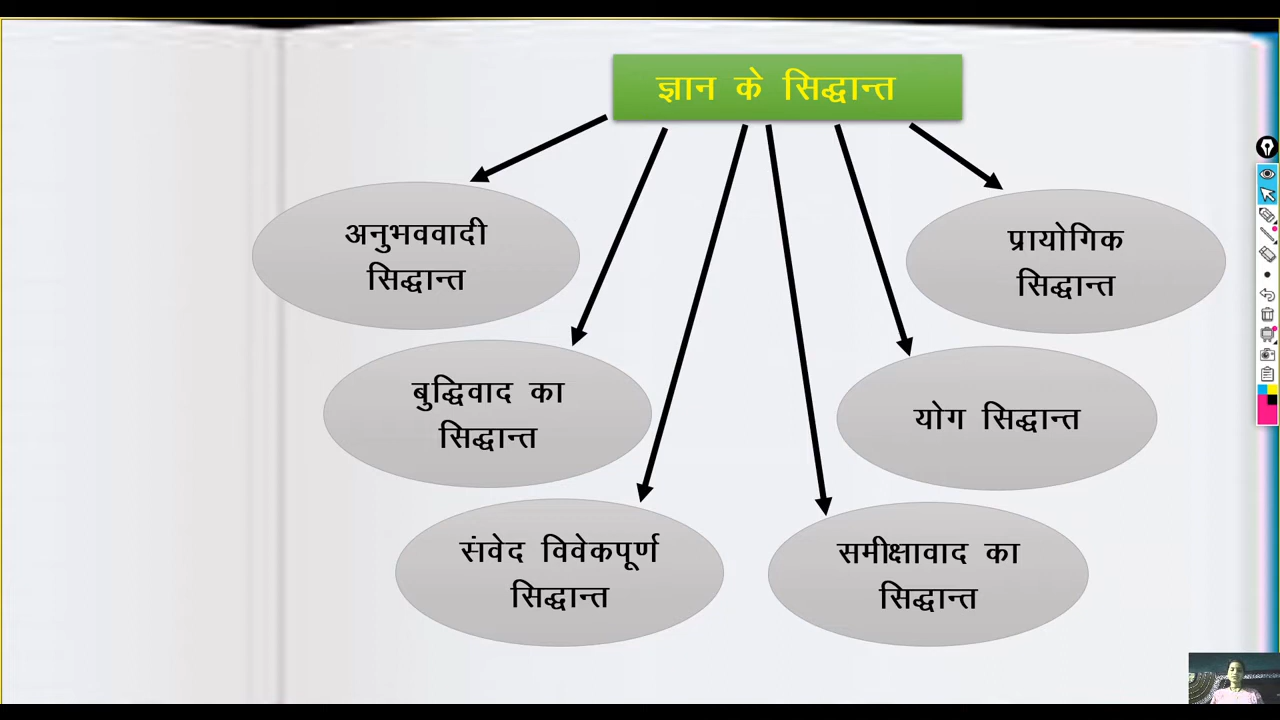 ज्ञान के सिद्धान्त
अनुभववादी
सिद्धान्त
प्रायोगिक
सिद्धान्त
बुद्धिवाद का
सिद्धान्त
योग सिद्धान्त
संवेद विवेकपूर्ण
सिद्धान्त
समीक्षावाद का
सिद्धान्त